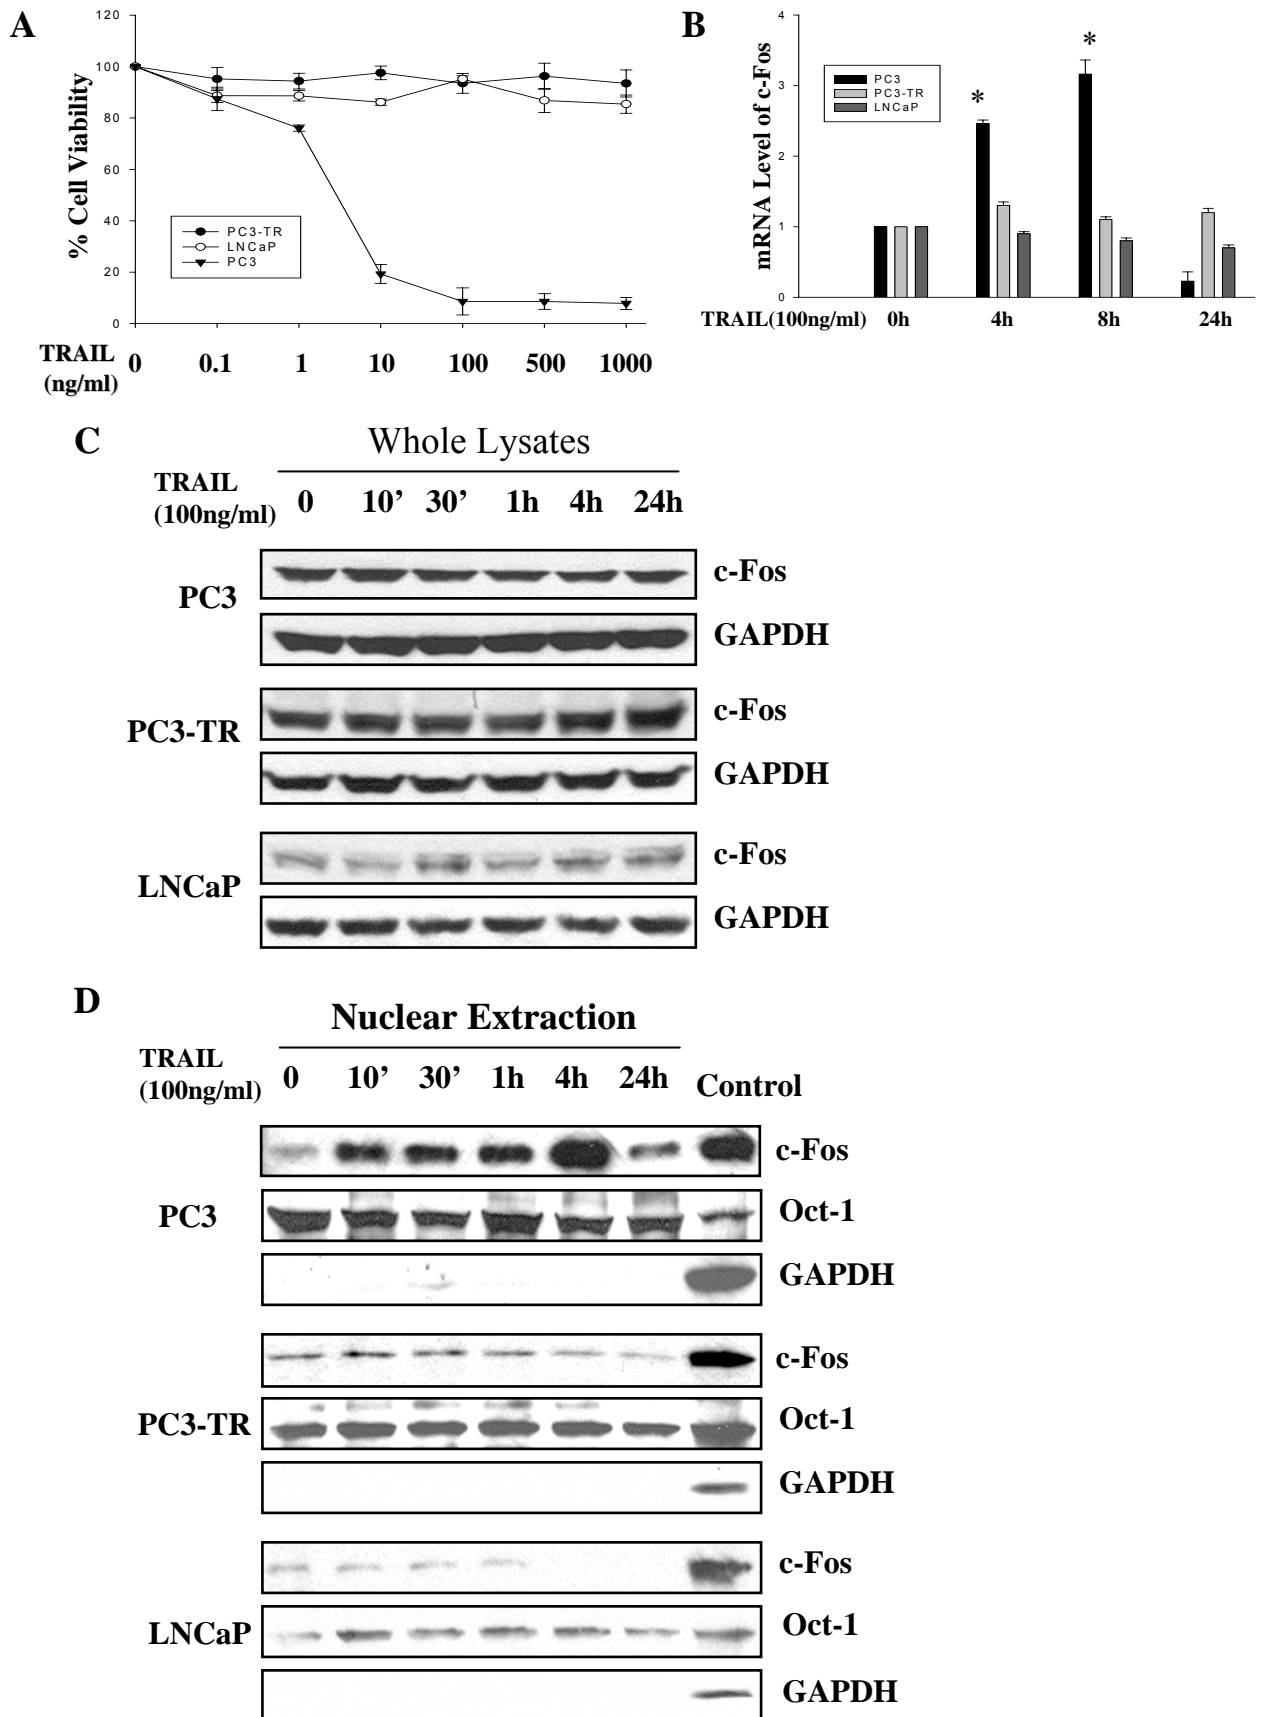 A
120
100
80
60
40
20
0
% Cell Viability
PC3-TR
LNCaP
PC3
TRAIL (ng/ml) 0 0.1 1 10 100 500 1000
B
4
3
2
1
0
mRNA Level of c-Fos
PC3
PC3-TR
LNCaP
*
*
TRAIL(100ng/ml) 0h 4h 8h 24h
C
Whole Lysates
TRAIL
(100ng/ml) 0 10’ 30’ 1h 4h 24h
PC3
c-Fos
GAPDH
PC3-TR
c-Fos
GAPDH
LNCaP
c-Fos
GAPDH
D
Nuclear Extraction
TRAIL
(100ng/ml) 0 10’ 30’ 1h 4h 24h Control
PC3
c-Fos
Oct-1
GAPDH
PC3-TR
c-Fos
Oct-1
GAPDH
LNCaP
c-Fos
Oct-1
GAPDH